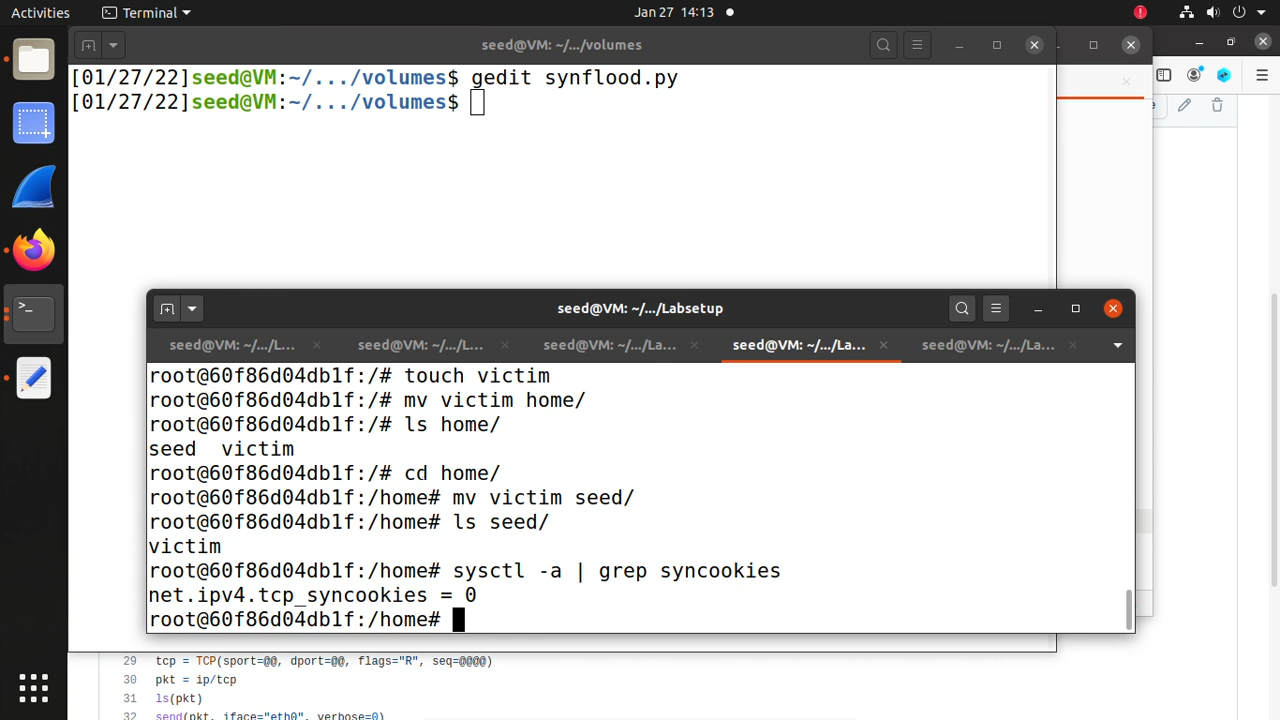 Activities
Terminal
Jan 27 14:13
seed@VM: ~/.../volumes
[01/27/22]seed@VM:~/.../volumes$ gedit synflood.py
[01/27/22]seed@VM:~/.../volumes$
seed@VM: ~/.../Labsetup
seed@VM: ~/.../L...
seed@VM: ~/.../L...
seed@VM: ~/.../La...
seed@VM: ~/.../La...
seed@VM: ~/.../La...
root@60f86d04db1f:/# touch victim
root@60f86d04db1f:/# mv victim home/
root@60f86d04db1f:/# ls home/
seed  victim
root@60f86d04db1f:/# cd home/
root@60f86d04db1f:/home# mv victim seed/
root@60f86d04db1f:/home# ls seed/
victim
root@60f86d04db1f:/home# sysctl -a | grep syncookies
net.ipv4.tcp_syncookies = 0
root@60f86d04db1f:/home#
29 tcp = TCP(sport=@@, dport=@@, flags="R", seq=@@@@)
30 pkt = ip/tcp
31 ls(pkt)
32 send(pkt, iface="eth0", verbose=0)